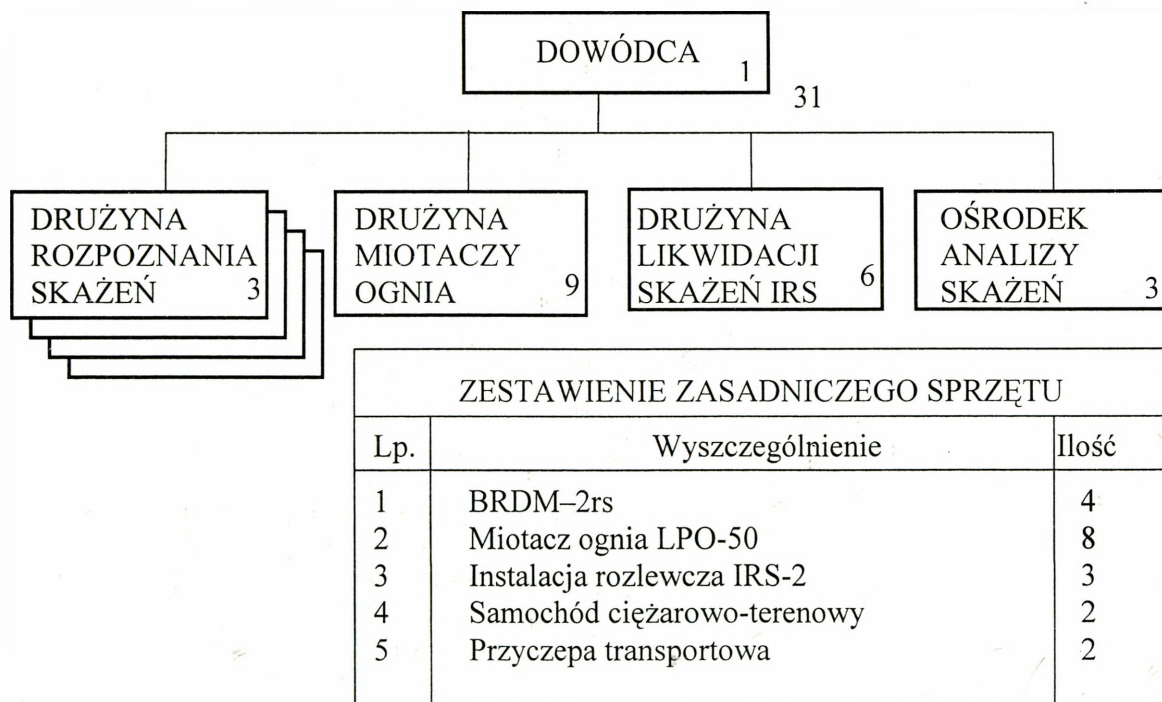 DOWÓDCA 1
31
DRUŻYNA
ROZPOZNANIA
SKAŻEŃ 3
DRUŻYNA
MIOTACZY
OGNIA 9
DRUŻYNA
LIKWIDACJI
SKAŻEŃ IRS 6
OŚRODEK
ANALIZY
SKAŻEŃ 3
ZESTAWIENIE ZASADNICZEGO SPRZĘTU
Lp. Wyszczególnienie Ilość
1 BRDM–2rs 4
2 Miotacz ognia LPO-50 8
3 Instalacja rozlewcza IRS-2 3
4 Samochód ciężarowo-terenowy 2
5 Przyczepa transportowa 2